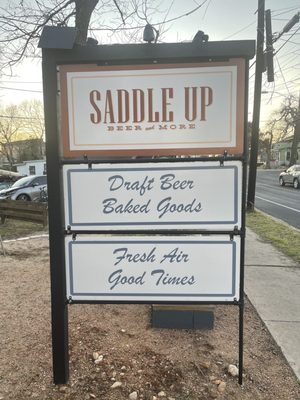 SADDLE UP
BEER and MORE
Draft Beer
Baked Goods
Fresh Air
Good Times